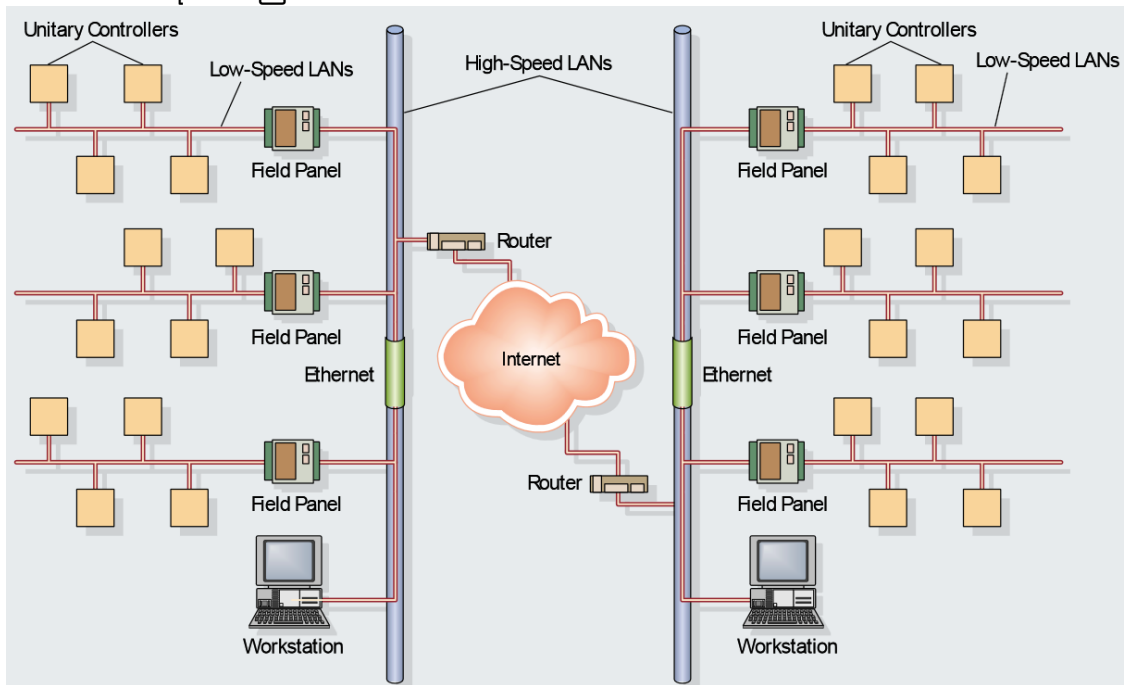 Unitary Controllers
Low-Speed LANs
High-Speed LANs
Unitary Controllers
Low-Speed LANs
Field Panel
Field Panel
Router
Field Panel
Field Panel
Ethernet
Internet
Ethernet
Router
Field Panel
Field Panel
Workstation
Workstation